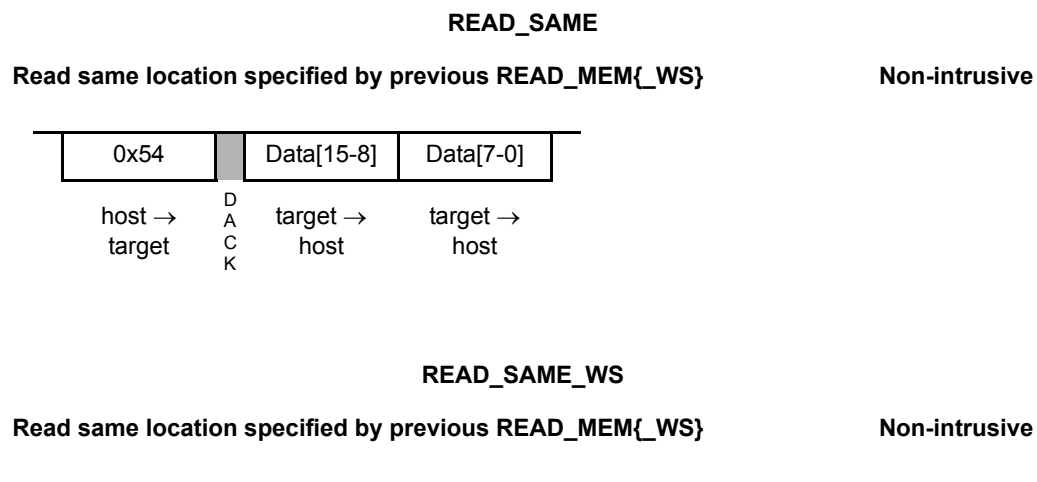 READ_SAME
Read same location specified by previous READ_MEM{_WS} Non-intrusive
0x54 Data[15-8] Data[7-0]
host → target → target →
target host host
D
A
C
K
READ_SAME_WS
Read same location specified by previous READ_MEM{_WS} Non-intrusive